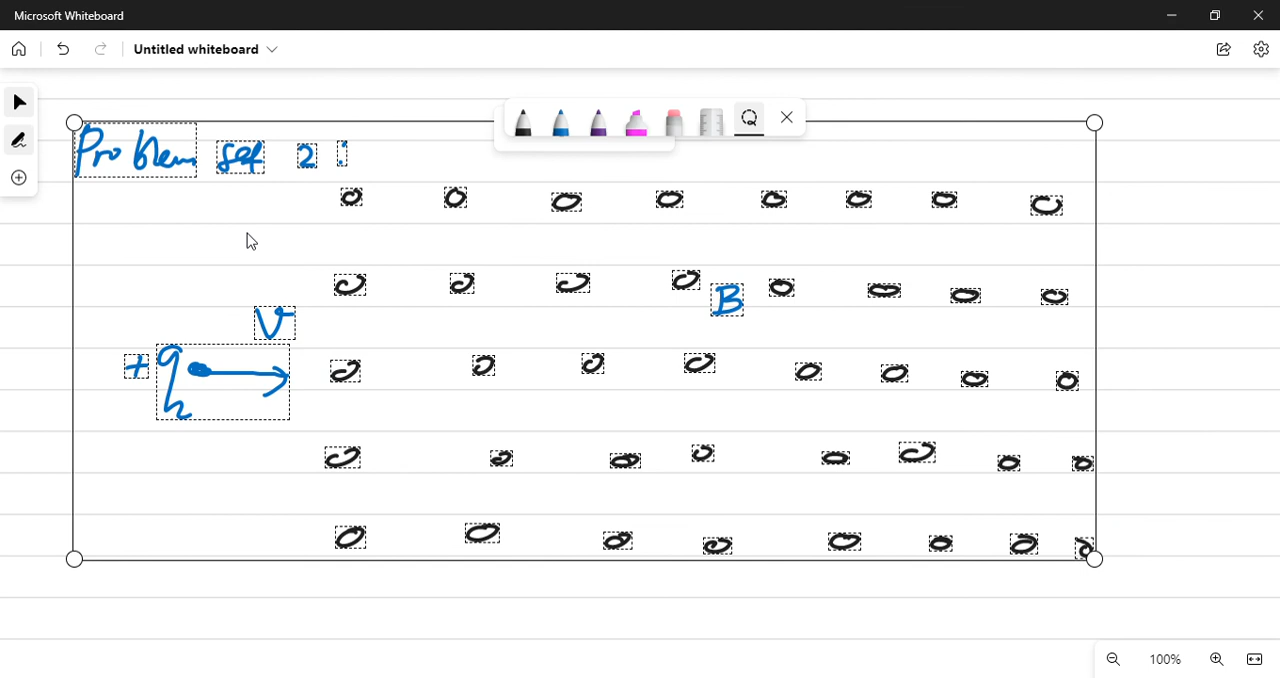 Microsoft Whiteboard
Untitled whiteboard
Problem set 2 :
B
V
+ q
100%